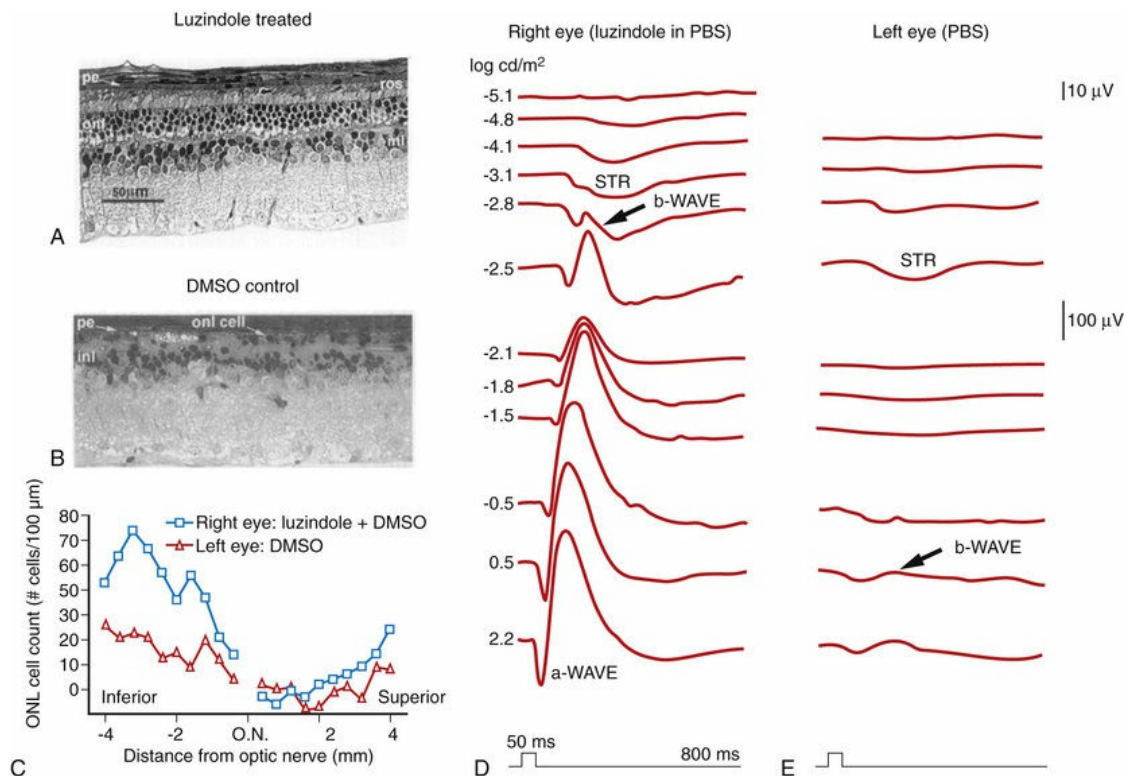 Luzindole treated
pe
ros
onl
inl
50μm
A
DMSO control
pe
onl cell
inl
B
ONL cell count (# cells/100 μm)
80
70
60
50
30
20
10
0
Right eye: luzindole + DMSO
Left eye: DMSO
Inferior
Superior
-4
-2
O.N.
2
4
Distance from optic nerve (mm)
C
Right eye (luzindole in PBS)
log cd/m²
-5.1
-4.8
-4.1
-3.1
STR
-2.8
b-WAVE
-2.5
-2.1
-1.8
-1.5
-0.5
0.5
2.2
a-WAVE
50 ms
800 ms
D
Left eye (PBS)
10 μV
STR
100 μV
b-WAVE
E